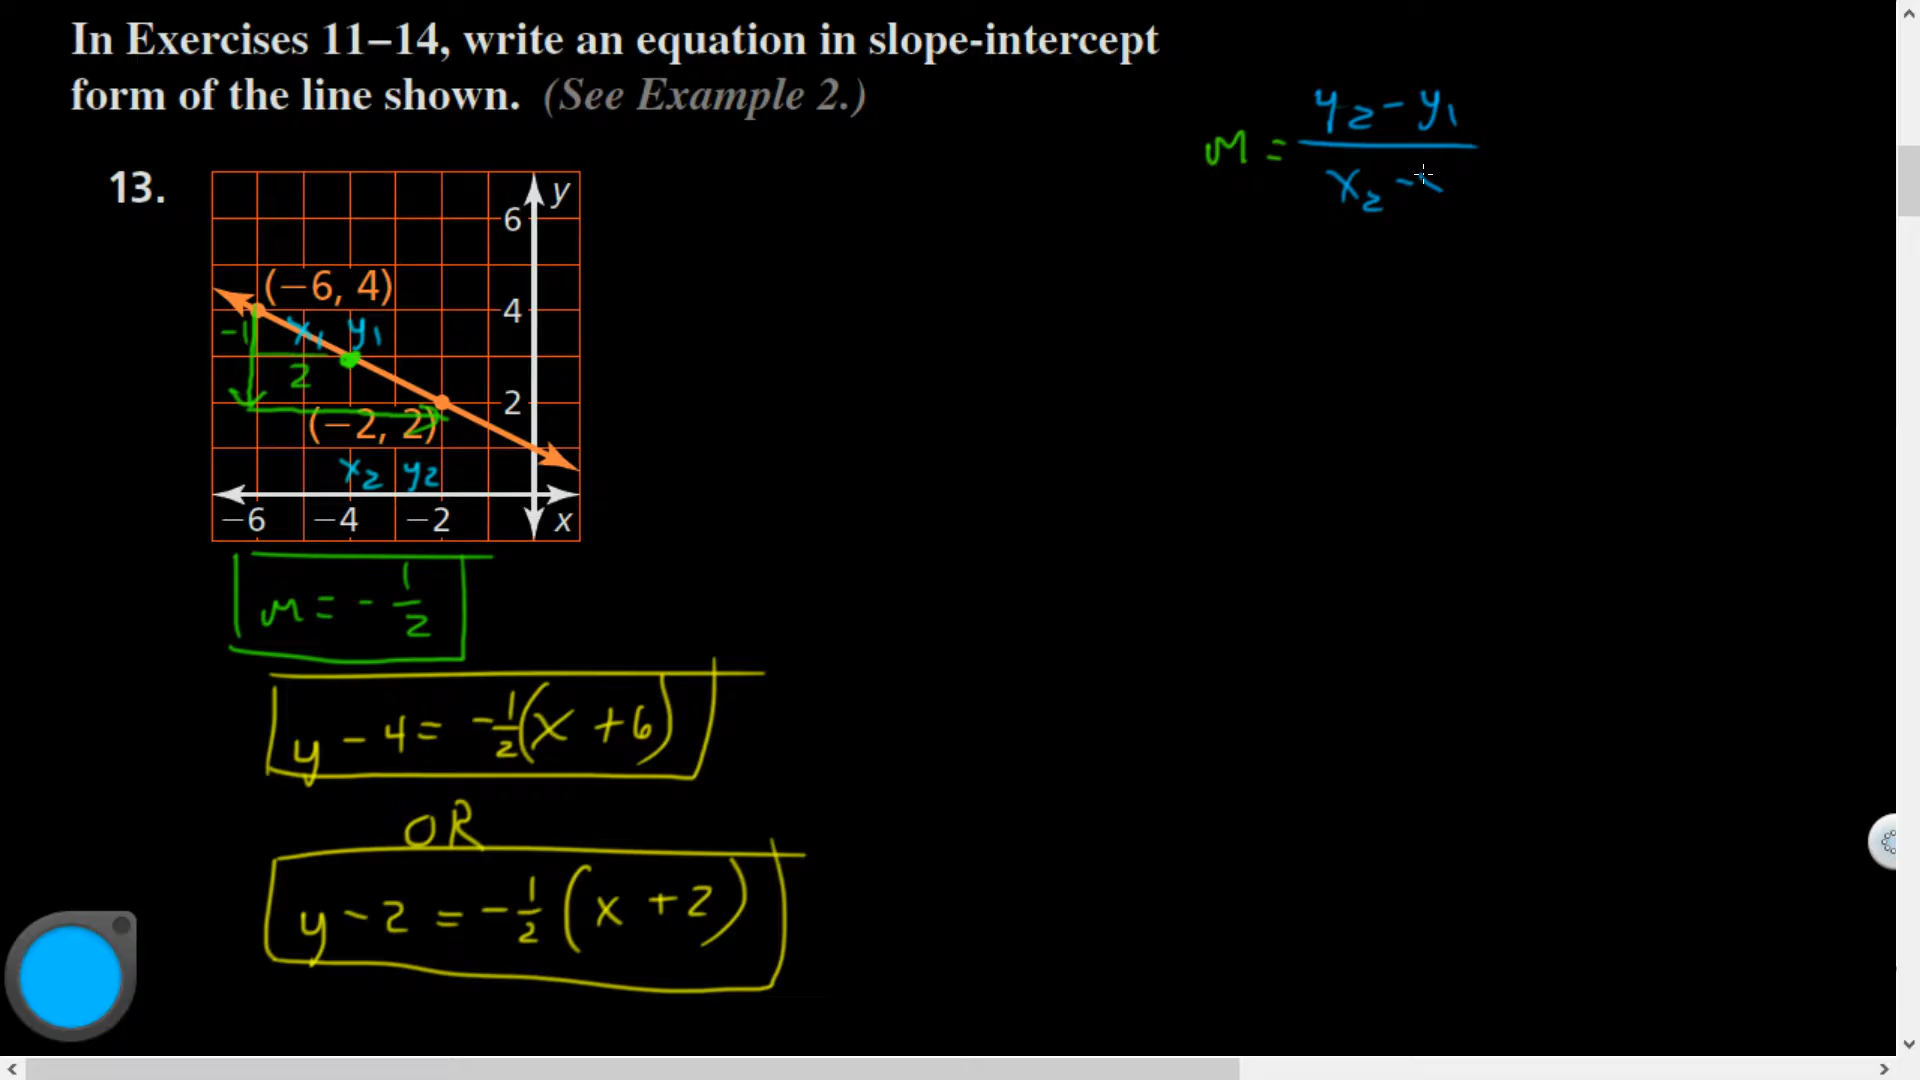 In Exercises 11–14, write an equation in slope-intercept
form of the line shown. (See Example 2.)
m = y2 - y1
x2 -
13.
y
6
(−6, 4)
4
-1
x1 y1
2
2
(−2, 2)
x2 y2
−6 −4 −2 x
m = - 1/2
y - 4 = -1/2(x + 6)
OR
y - 2 = -1/2 (x + 2)